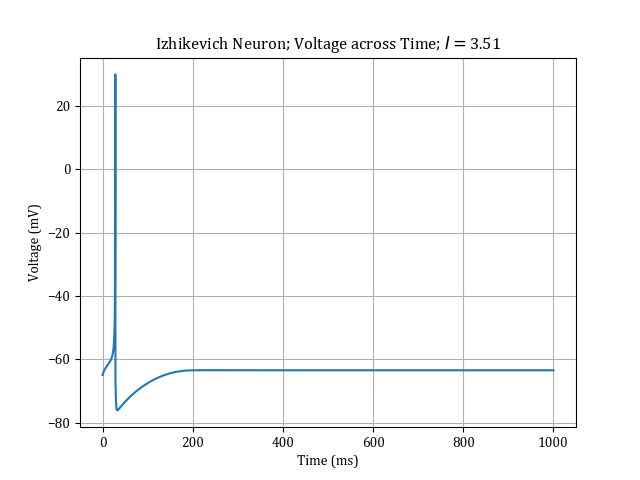 Izhikevich Neuron; Voltage across Time; I = 3.51
Voltage (mV)
20
0
−20
−40
−60
−80
0 200 400 600 800 1000
Time (ms)